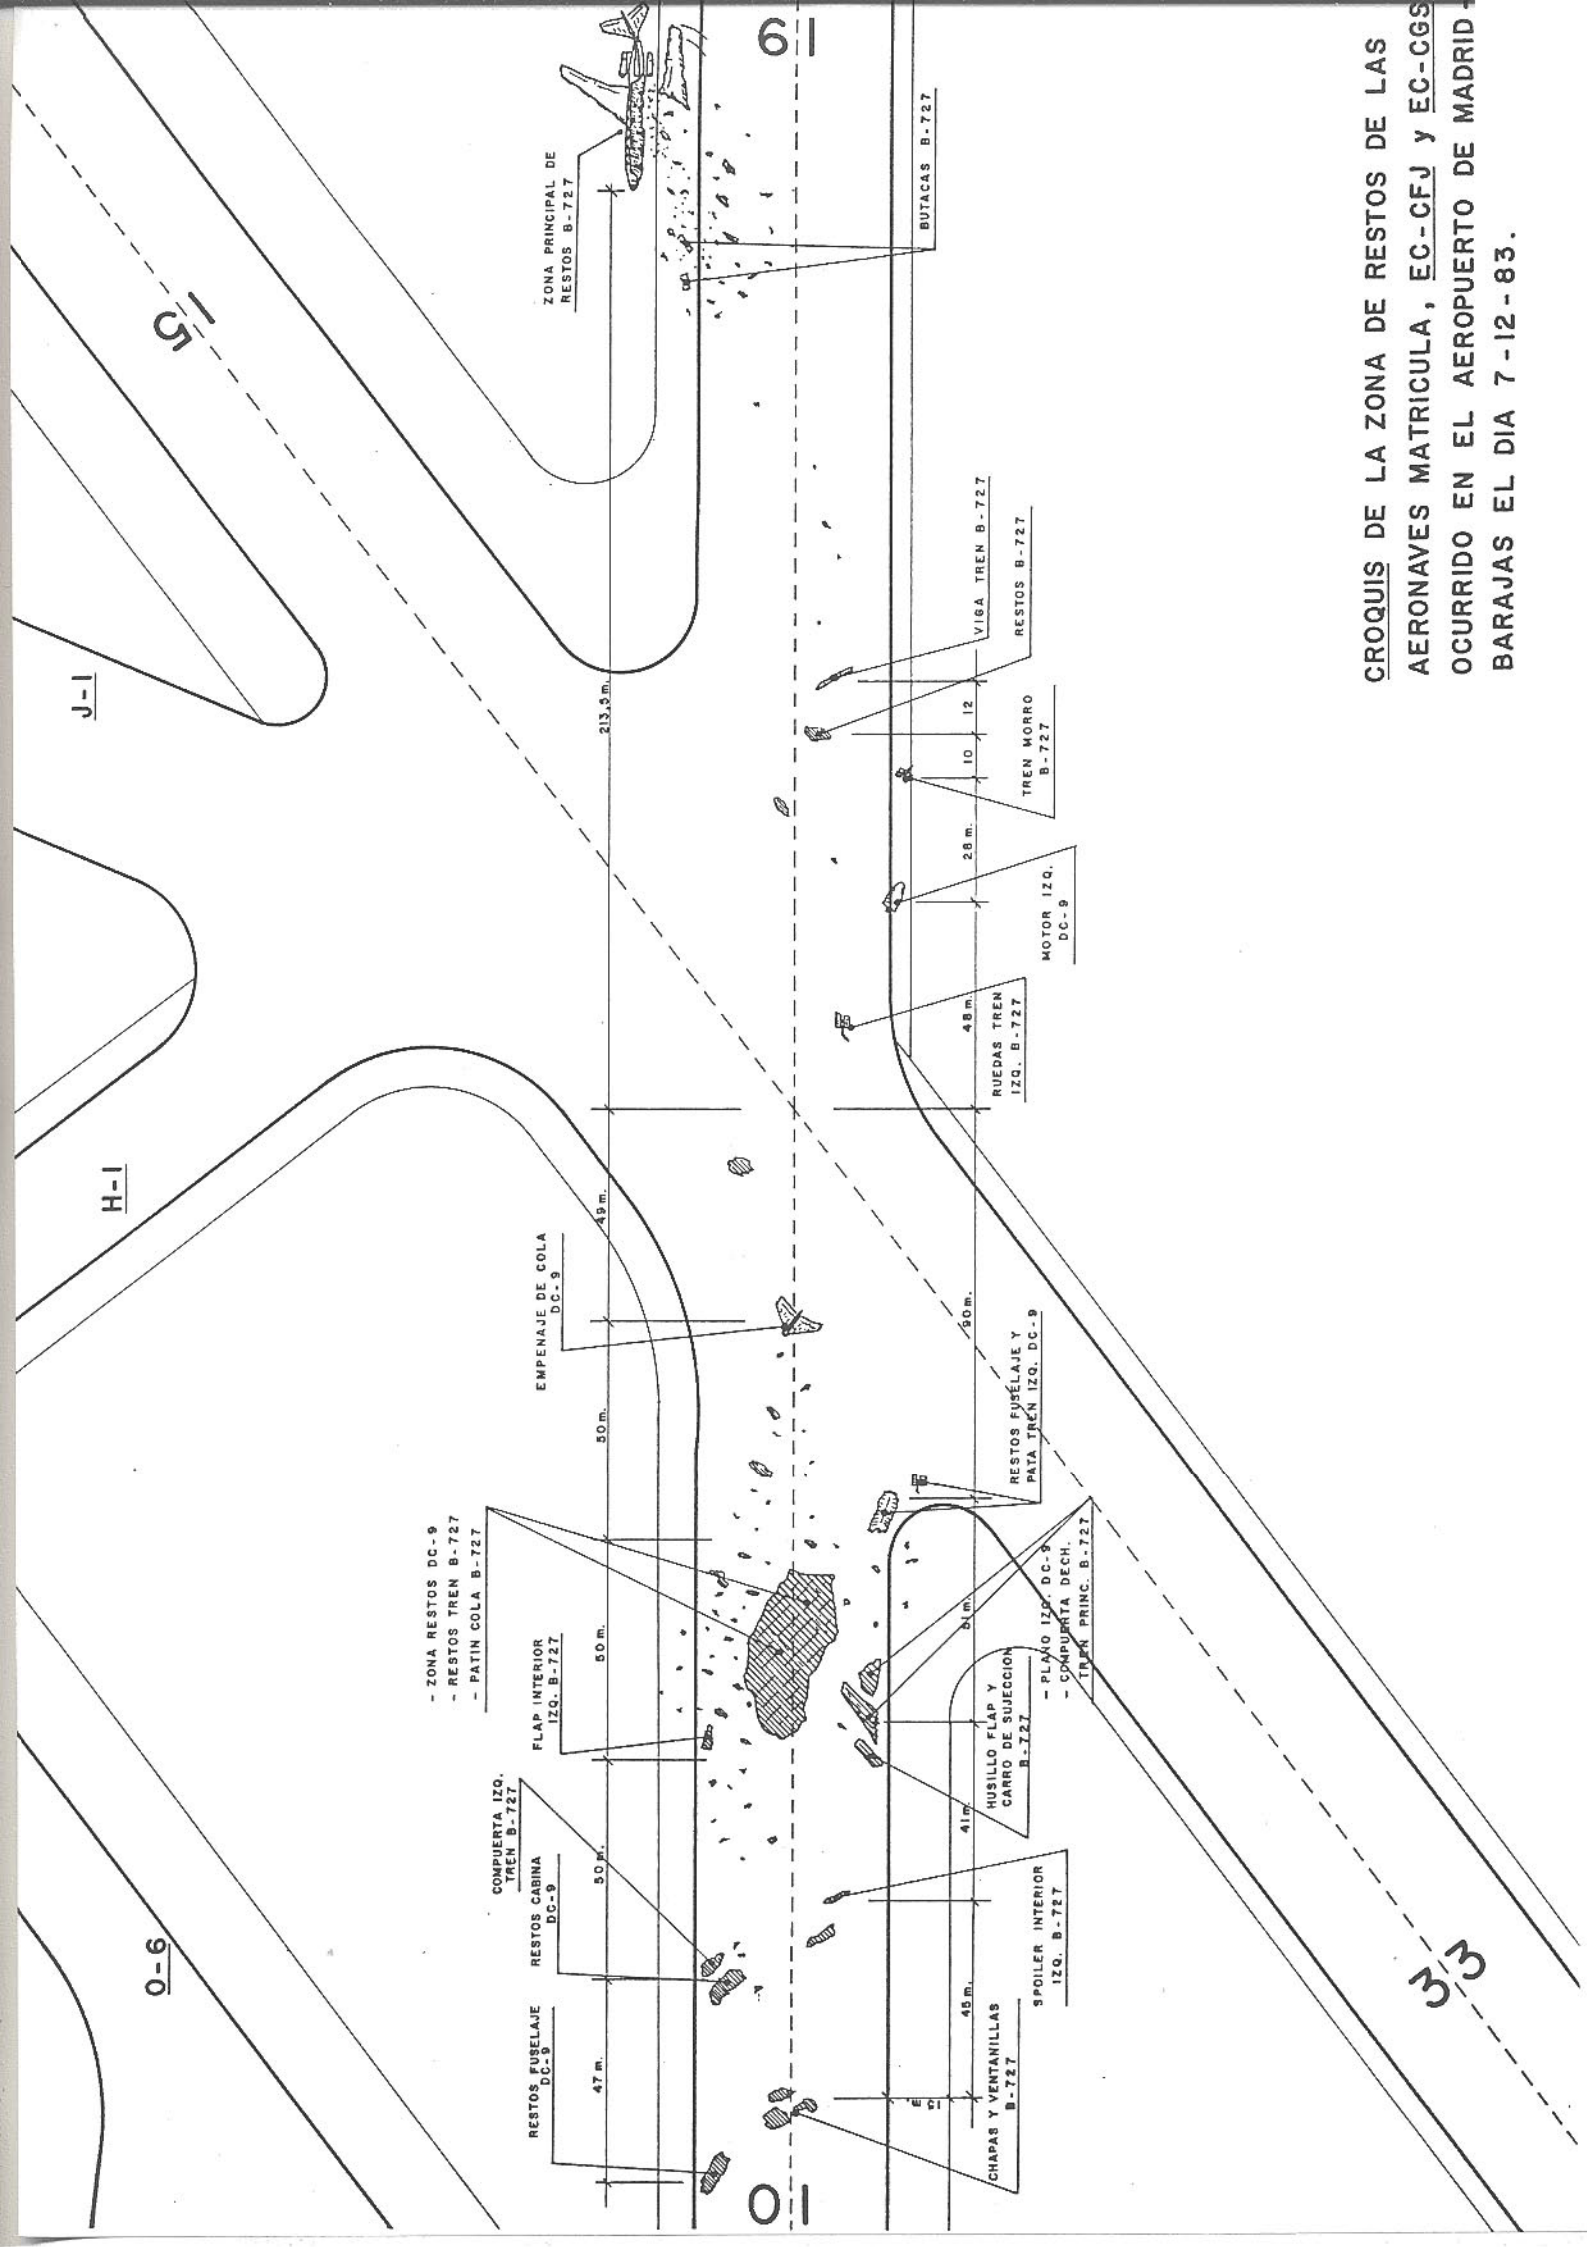 CROQUIS DE LA ZONA DE RESTOS DE LAS
AERONAVES MATRICULA, EC-CFJ y EC-CGS
OCURRIDO EN EL AEROPUERTO DE MADRID-
BARAJAS EL DIA 7-12-83.
O-6
H-1
J-1
15
19
10
33
- ZONA RESTOS DC-9
- RESTOS TREN B-727
- PATIN COLA B-727
COMPUERTA IZQ.
TREN B-727
RESTOS FUSELAJE
DC-9
RESTOS CABINA
DC-9
FLAP INTERIOR
IZQ. B-727
EMPENAJE DE COLA
DC-9
ZONA PRINCIPAL DE
RESTOS B-727
47 m.
50 m.
50 m.
50 m.
49 m.
213,5 m.
BUTACAS B-727
45 m.
41 m.
51 m.
90 m.
48 m.
28 m.
10
12
CHAPAS Y VENTANILLAS
B-727
SPOILER INTERIOR
IZQ. B-727
HUSILLO FLAP Y
CARRO DE SUJECCION
B-727
- PLANO IZQ. DC-9
- COMPUERTA DECH.
TREN PRINC. B-727
RESTOS FUSELAJE Y
PATA TREN IZQ. DC-9
RUEDAS TREN
IZQ. B-727
MOTOR IZQ.
DC-9
TREN MORRO
B-727
VIGA TREN B-727
RESTOS B-727